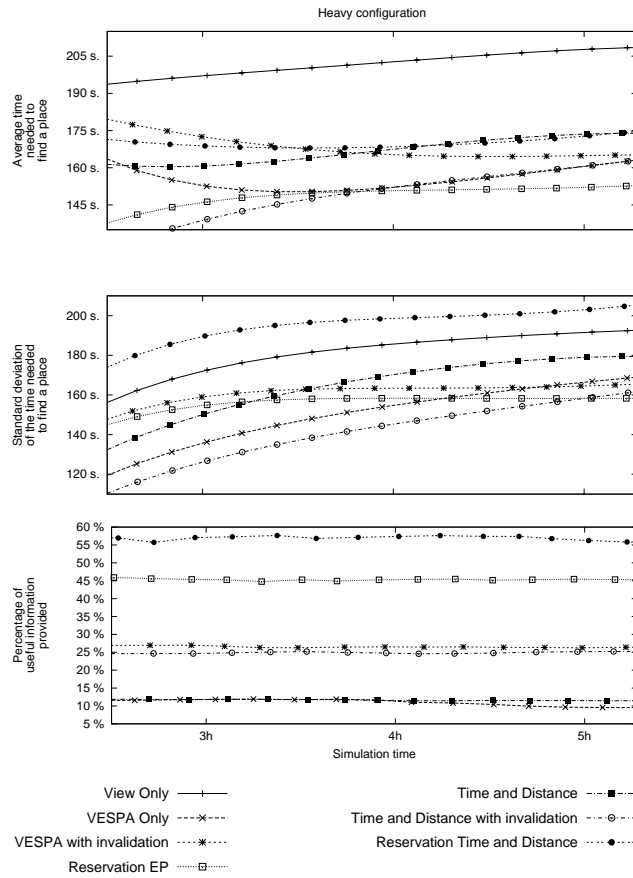 Heavy configuration
Average time
needed to
find a place
205 s.
190 s.
175 s.
160 s.
145 s.
Standard deviation
of the time needed
to find a place
200 s.
180 s.
160 s.
140 s.
120 s.
Percentage of
useful information
provided
60 %
55 %
50 %
45 %
40 %
35 %
30 %
25 %
20 %
15 %
10 %
5 %
3h
4h
5h
Simulation time
View Only
VESPA Only
VESPA with invalidation
Reservation EP
Time and Distance
Time and Distance with invalidation
Reservation Time and Distance